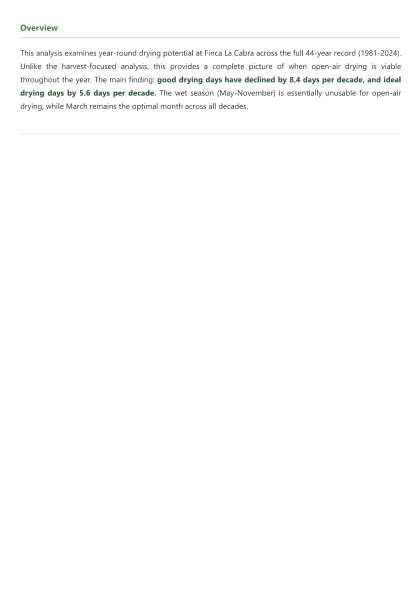 Overview
This analysis examines year-round drying potential at Finca La Cabra across the full 44-year record (1981-2024).
Unlike the harvest-focused analysis, this provides a complete picture of when open-air drying is viable
throughout the year. The main finding: good drying days have declined by 8.4 days per decade, and ideal
drying days by 5.6 days per decade. The wet season (May-November) is essentially unusable for open-air
drying, while March remains the optimal month across all decades.